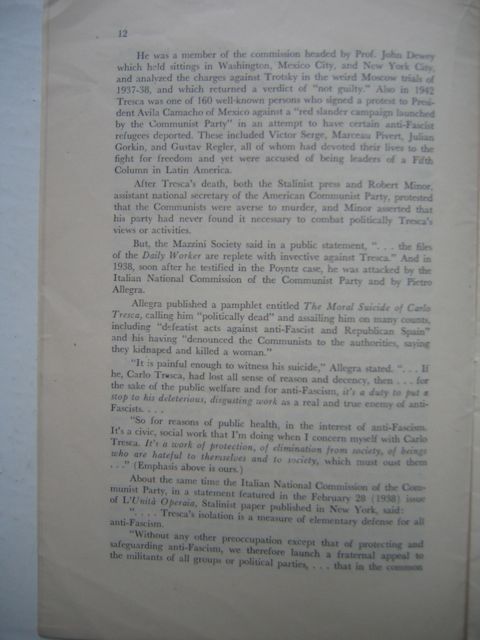 12
He was a member of the commission headed by Prof. John Dewey
which held sittings in Washington, Mexico City, and New York City,
and analyzed the charges against Trotsky in the weird Moscow trials of
1937-38, and which returned a verdict of "not guilty." Also in 1942
Tresca was one of 160 well-known persons who signed a protest to Presi-
dent Avila Camacho of Mexico against a "red slander campaign launched
by the Communist Party" in an attempt to have certain anti-Fascist
refugees deported. These included Victor Serge, Marceau Pivert, Julian
Gorkin, and Gustav Regler, all of whom had devoted their lives to the
fight for freedom and yet were accused of being leaders of a Fifth
Column in Latin America.
After Tresca's death, both the Stalinist press and Robert Minor,
assistant national secretary of the American Communist Party, protested
that the Communists were averse to murder, and Minor asserted that
his party had never found it necessary to combat politically Tresca's
views or activities.
But, the Mazzini Society said in a public statement, ". . . the files
of the Daily Worker are replete with invective against Tresca." And in
1938, soon after he testified in the Poyntz case, he was attacked by the
Italian National Commission of the Communist Party and by Pietro
Allegra.
Allegra published a pamphlet entitled The Moral Suicide of Carlo
Tresca, calling him "politically dead" and assailing him on many counts,
including "defeatist acts against anti-Fascist and Republican Spain"
and his having "denounced the Communists to the authorities, saying
they kidnaped and killed a woman."
"It is painful enough to witness his suicide," Allegra stated. ". . . If
he, Carlo Tresca, had lost all sense of reason and decency, then . . . for
the sake of the public welfare and for anti-Fascism, it's a duty to put a
stop to his deleterious, disgusting work as a real and true enemy of anti-
Fascists. . . .
"So for reasons of public health, in the interest of anti-Fascism.
It's a civic, social work that I'm doing when I concern myself with Carlo
Tresca. It's a work of protection, of elimination from society, of beings
who are hateful to themselves and to society, which must oust them
. . ." (Emphasis above is ours.)
About the same time the Italian National Commission of the Com-
munist Party, in a statement featured in the February 28 (1938) issue
of L'Unità Operaia, Stalinist paper published in New York, said:
". . . . Tresca's isolation is a measure of elementary defense for all
anti-Fascism.
"Without any other preoccupation except that of protecting and
safeguarding anti-Fascism, we therefore launch a fraternal appeal to
the militants of all groups or political parties, . . . that in the common